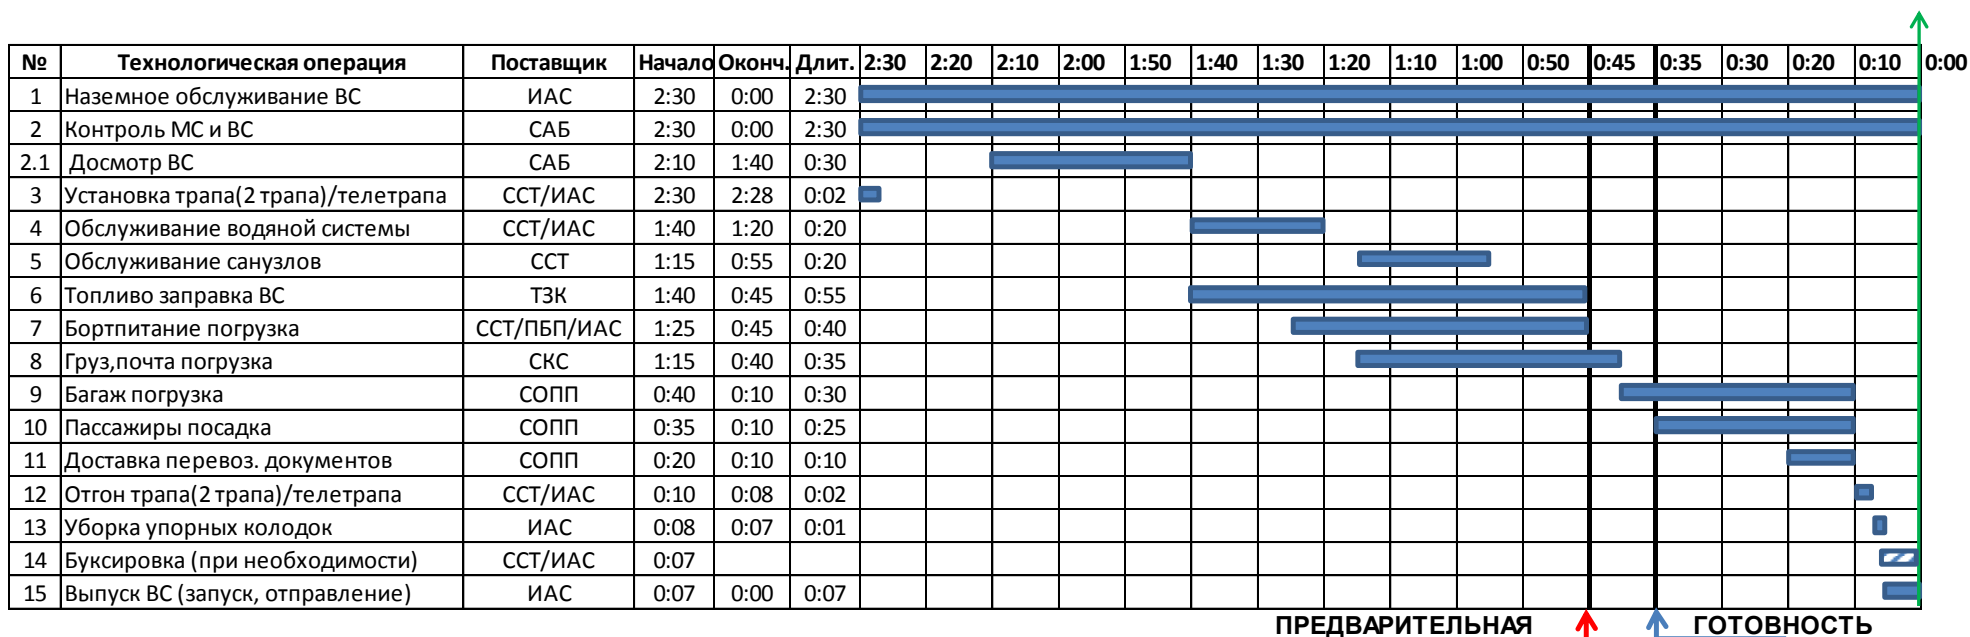 № Технологическая операция Поставщик Начало Оконч. Длит. 2:30 2:20 2:10 2:00 1:50 1:40 1:30 1:20 1:10 1:00 0:50 0:45 0:35 0:30 0:20 0:10 0:00
1 Наземное обслуживание ВС ИАС 2:30 0:00 2:30
2 Контроль МС и ВС САБ 2:30 0:00 2:30
2.1 Досмотр ВС САБ 2:10 1:40 0:30
3 Установка трапа(2 трапа)/телетрапа ССТ/ИАС 2:30 2:28 0:02
4 Обслуживание водяной системы ССТ/ИАС 1:40 1:20 0:20
5 Обслуживание санузлов ССТ 1:15 0:55 0:20
6 Топливо заправка ВС ТЗК 1:40 0:45 0:55
7 Бортпитание погрузка ССТ/ПБП/ИАС 1:25 0:45 0:40
8 Груз,почта погрузка СКС 1:15 0:40 0:35
9 Багаж погрузка СОПП 0:40 0:10 0:30
10 Пассажиры посадка СОПП 0:35 0:10 0:25
11 Доставка перевоз. документов СОПП 0:20 0:10 0:10
12 Отгон трапа(2 трапа)/телетрапа ССТ/ИАС 0:10 0:08 0:02
13 Уборка упорных колодок ИАС 0:08 0:07 0:01
14 Буксировка (при необходимости) ССТ/ИАС 0:07
15 Выпуск ВС (запуск, отправление) ИАС 0:07 0:00 0:07
ПРЕДВАРИТЕЛЬНАЯ ГОТОВНОСТЬ